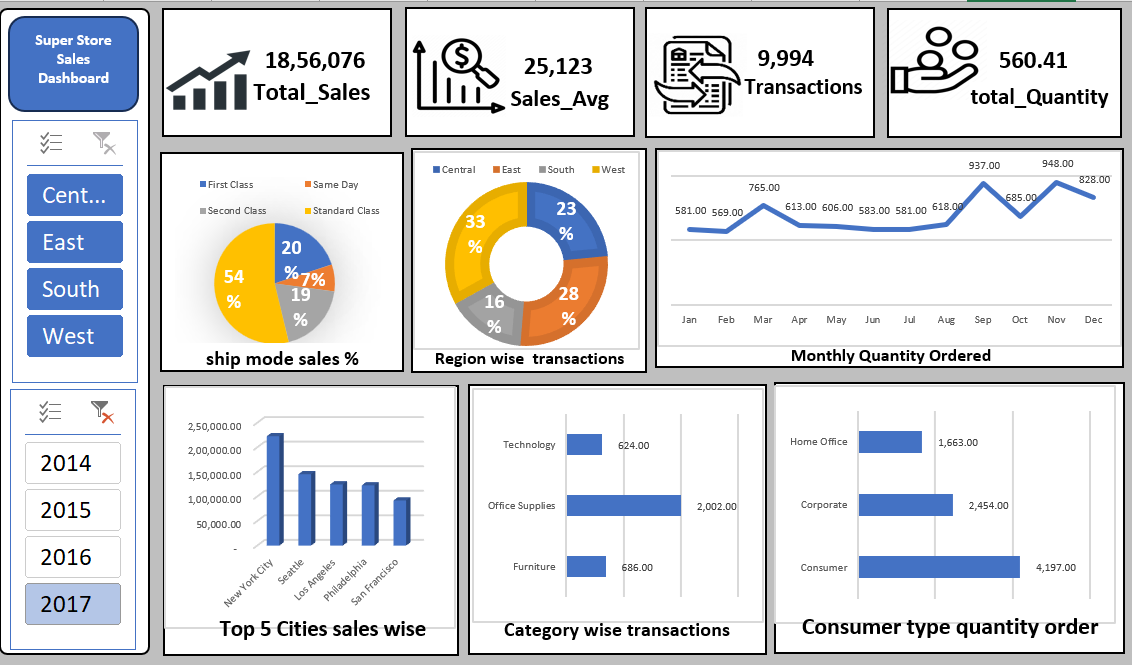 Super Store
Sales
Dashboard
Cent...
East
South
West
2014
2015
2016
2017
18,56,076
Total_Sales
25,123
Sales_Avg
9,994
Transactions
560.41
total_Quantity
First Class
Same Day
Second Class
Standard Class
20
%
7%
19
%
54
%
ship mode sales %
Central East South West
23
%
28
%
16
%
33
%
Region wise transactions
581.00 569.00 765.00 613.00 606.00 583.00 581.00 618.00 937.00 685.00 948.00 828.00
Jan Feb Mar Apr May Jun Jul Aug Sep Oct Nov Dec
Monthly Quantity Ordered
2,50,000.00
2,00,000.00
1,50,000.00
1,00,000.00
50,000.00
-
New York City
Seattle
Los Angeles
Philadelphia
San Francisco
Top 5 Cities sales wise
Technology 624.00
Office Supplies 2,002.00
Furniture 686.00
Category wise transactions
Home Office 1,663.00
Corporate 2,454.00
Consumer 4,197.00
Consumer type quantity order